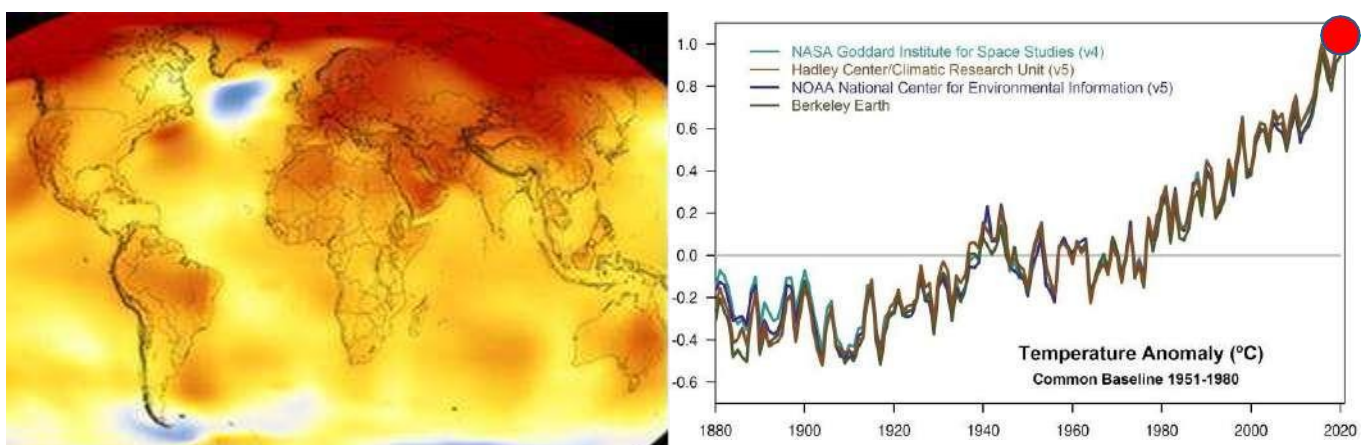 1.0
0.8
0.6
0.4
0.2
0.0
-0.2
-0.4
-0.6
NASA Goddard Institute for Space Studies (v4)
Hadley Center/Climatic Research Unit (v5)
NOAA National Center for Environmental Information (v5)
Berkeley Earth
Temperature Anomaly (ºC)
Common Baseline 1951-1980
1880 1900 1920 1940 1960 1980 2000 2020